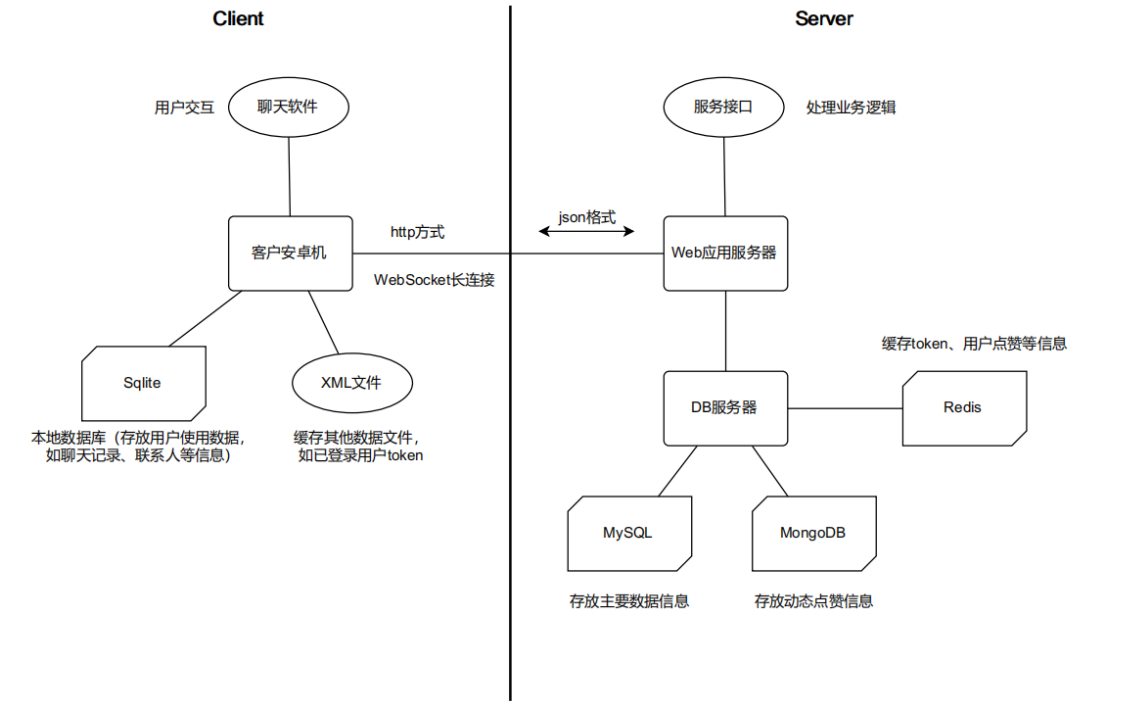 Client
Server
用户交互
聊天软件
服务接口
处理业务逻辑
http方式
json格式
客户安卓机
Web应用服务器
WebSocket长连接
缓存token、用户点赞等信息
Sqlite
XML文件
DB服务器
Redis
本地数据库（存放用户使用数据，
如聊天记录、联系人等信息）
缓存其他数据文件，
如已登录用户token
MySQL
MongoDB
存放主要数据信息
存放动态点赞信息